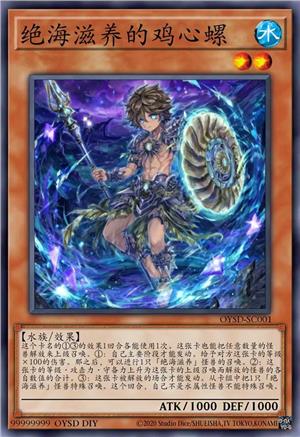 绝海滋养的鸡心螺
水
OYSD-SC001
【水族/效果】
这个卡名的①③的效果1回合各能使用1次。这张卡也能把任意数量的怪
兽解放来上级召唤。①：自己主要阶段才能发动。给予对方这张卡的等级
×100的伤害。那之后，可以进行1只「绝海滋养」怪兽的召唤。②：这
张卡的等级·攻击力·守备力上升为这张卡的上级召唤而解放的怪兽的各
自数值的合计。③：这张卡被解放的场合才能发动。从卡组中把1只「绝
海滋养」怪兽特殊召唤。这个回合，自己不是水属性怪兽不能特殊召唤。
ATK/1000 DEF/1000
99999999 OYSD DIY
©2020 Studio Dice/SHUEISHA,TV TOKYO,KONAMI